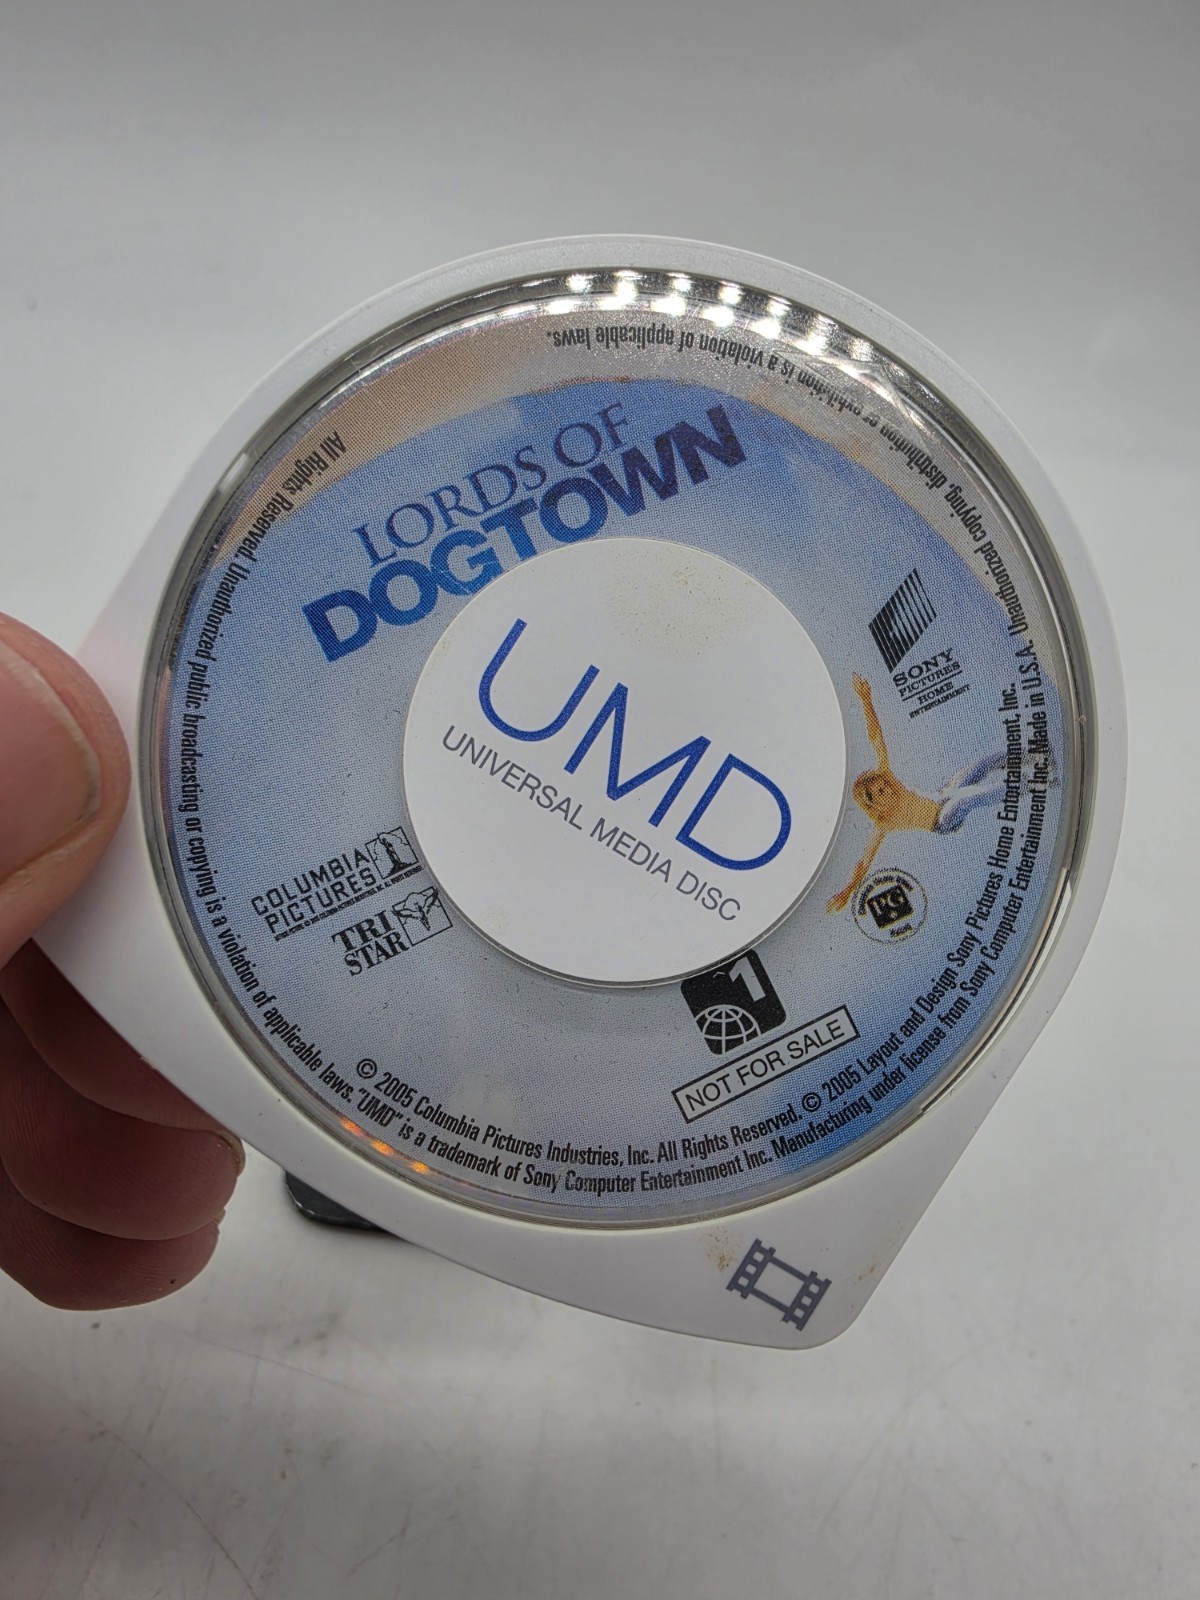 LORDS OF
DOGTOWN
UMD
UNIVERSAL MEDIA DISC
SONY
PICTURES
HOME
ENTERTAINMENT
COLUMBIA
PICTURES
TRI
STAR
PG
1
NOT FOR SALE
© 2005 Columbia Pictures Industries, Inc. All Rights Reserved. © 2005 Layout and Design Sony Pictures Home Entertainment, Inc.
"UMD" is a trademark of Sony Computer Entertainment Inc. Manufacturing under license from Sony Computer Entertainment Inc. Made in U.S.A. Unauthorized copying, distribution or exhibition is a violation of applicable laws.
All Rights Reserved. Unauthorized public broadcasting or copying is a violation of applicable laws.